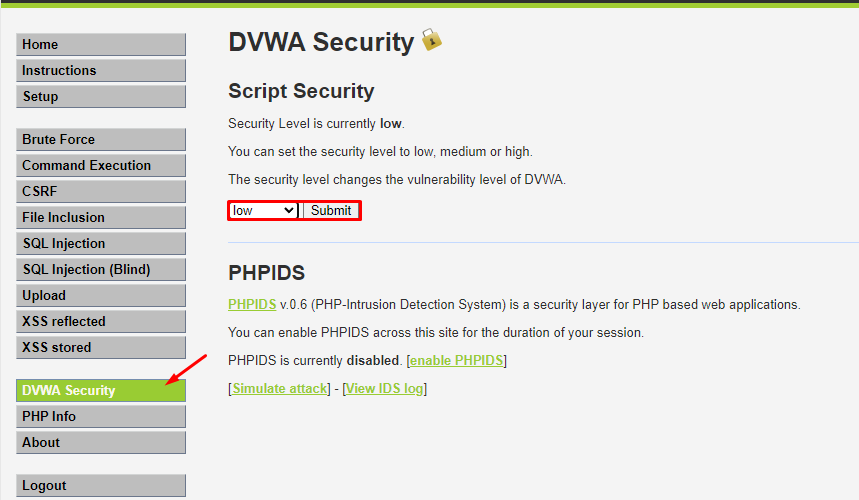 Home
Instructions
Setup
Brute Force
Command Execution
CSRF
File Inclusion
SQL Injection
SQL Injection (Blind)
Upload
XSS reflected
XSS stored
DVWA Security
PHP Info
About
Logout
DVWA Security
Script Security
Security Level is currently low.
You can set the security level to low, medium or high.
The security level changes the vulnerability level of DVWA.
low Submit
PHPIDS
PHPIDS v.0.6 (PHP-Intrusion Detection System) is a security layer for PHP based web applications.
You can enable PHPIDS across this site for the duration of your session.
PHPIDS is currently disabled. [enable PHPIDS]
[Simulate attack] - [View IDS log]